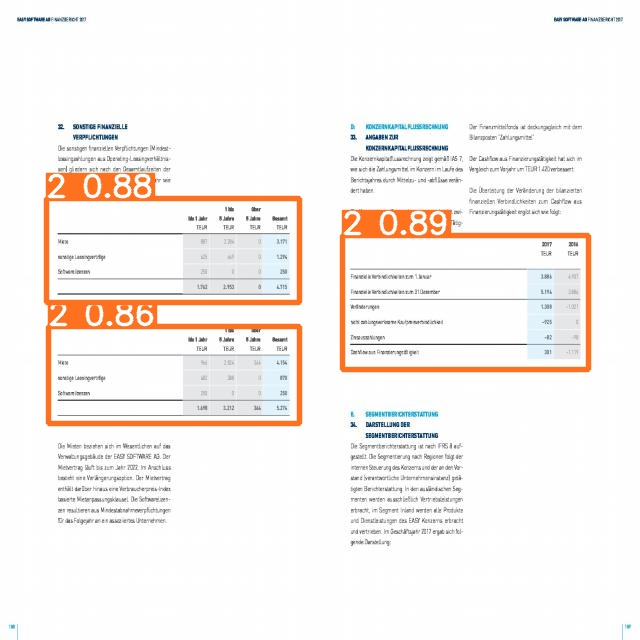 EASY SOFTWARE AG FINANZBERICHT 2017
32. SONSTIGE FINANZIELLE
VERPFLICHTUNGEN
Die sonstigen finanziellen Verpflichtungen (Mindest-
leasingzahlungen aus Operating-Leasingverhältnis-
sen) gliedern sich nach den Gesamtlaufzeiten der
wie
2 0.88
1 bis über
bis 1 Jahr 5 Jahre 5 Jahre Gesamt
TEUR TEUR TEUR TEUR
Miete 887 2.284 0 3.171
sonstige Leasingverträge 625 669 0 1.294
Softwarelizenzen 250 0 0 250
1.762 2.953 0 4.715
2 0.86
1 bis über
bis 1 Jahr 5 Jahre 5 Jahre Gesamt
TEUR TEUR TEUR TEUR
Miete 2.824 364 4.154
sonstige Leasingverträge 482 388 0 870
Softwarelizenzen 250 0 0 250
1.698 3.212 364 5.274
Die Mieten beziehen sich im Wesentlichen auf das
Verwaltungsgebäude der EASY SOFTWARE AG. Der
Mietvertrag läuft bis zum Jahr 2022. Im Anschluss
besteht eine Verlängerungsoption. Der Mietvertrag
enthält darüber hinaus eine Verbraucherpreis-Index
basierte Mietanpassungsklausel. Die Softwarelizen-
zen resultieren aus Mindestabnahmeverpflichtungen
für das Folgejahr an ein assoziiertes Unternehmen.
188
EASY SOFTWARE AG FINANZBERICHT 2017
D. KONZERNKAPITALFLUSSRECHNUNG
33. ANGABEN ZUR
KONZERNKAPITALFLUSSRECHNUNG
Die Konzernkapitalflussrechnung zeigt gemäß IAS 7,
wie sich die Zahlungsmittel im Konzern im Laufe des
Berichtsjahres durch Mittelzu- und -abflüsse verän-
dert haben.
Der Finanzmittelfonds ist deckungsgleich mit dem
Bilanzposten "Zahlungsmittel".
Der Cashflow aus Finanzierungstätigkeit hat sich im
Vergleich zum Vorjahr um TEUR 1.420 verbessert.
Die Überleitung der Veränderung der bilanzierten
finanziellen Verbindlichkeiten zum Cashflow aus
Finanzierungstätigkeit ergibt sich wie folgt:
2 0.89
2017 2016
TEUR TEUR
Finanzielle Verbindlichkeiten zum 1.Januar 3.886 4.907
Finanzielle Verbindlichkeiten zum 31.Dezember 5.194 3.886
Veränderungen 1.308 -1.021
nicht zahlungswirksame Kaufpreisverbindlichkeit -925 0
Zinsauszahlungen -82 -98
Cashflow aus Finanzierungstätigkeit 301 -1.119
E. SEGMENTBERICHTERSTATTUNG
34. DARSTELLUNG DER
SEGMENTBERICHTERSTATTUNG
Die Segmentberichterstattung ist nach IFRS 8 auf-
gestellt. Die Segmentierung nach Regionen folgt der
internen Steuerung des Konzerns und der an den Vor-
stand (verantwortliche Unternehmensinstanz) getä-
tigten Berichterstattung. In den ausländischen Seg-
menten werden ausschließlich Vertriebsleistungen
erbracht, im Segment Inland werden alle Produkte
und Dienstleistungen des EASY Konzerns erbracht
und vertrieben. Im Geschäftsjahr 2017 ergab sich fol-
gende Darstellung:
189